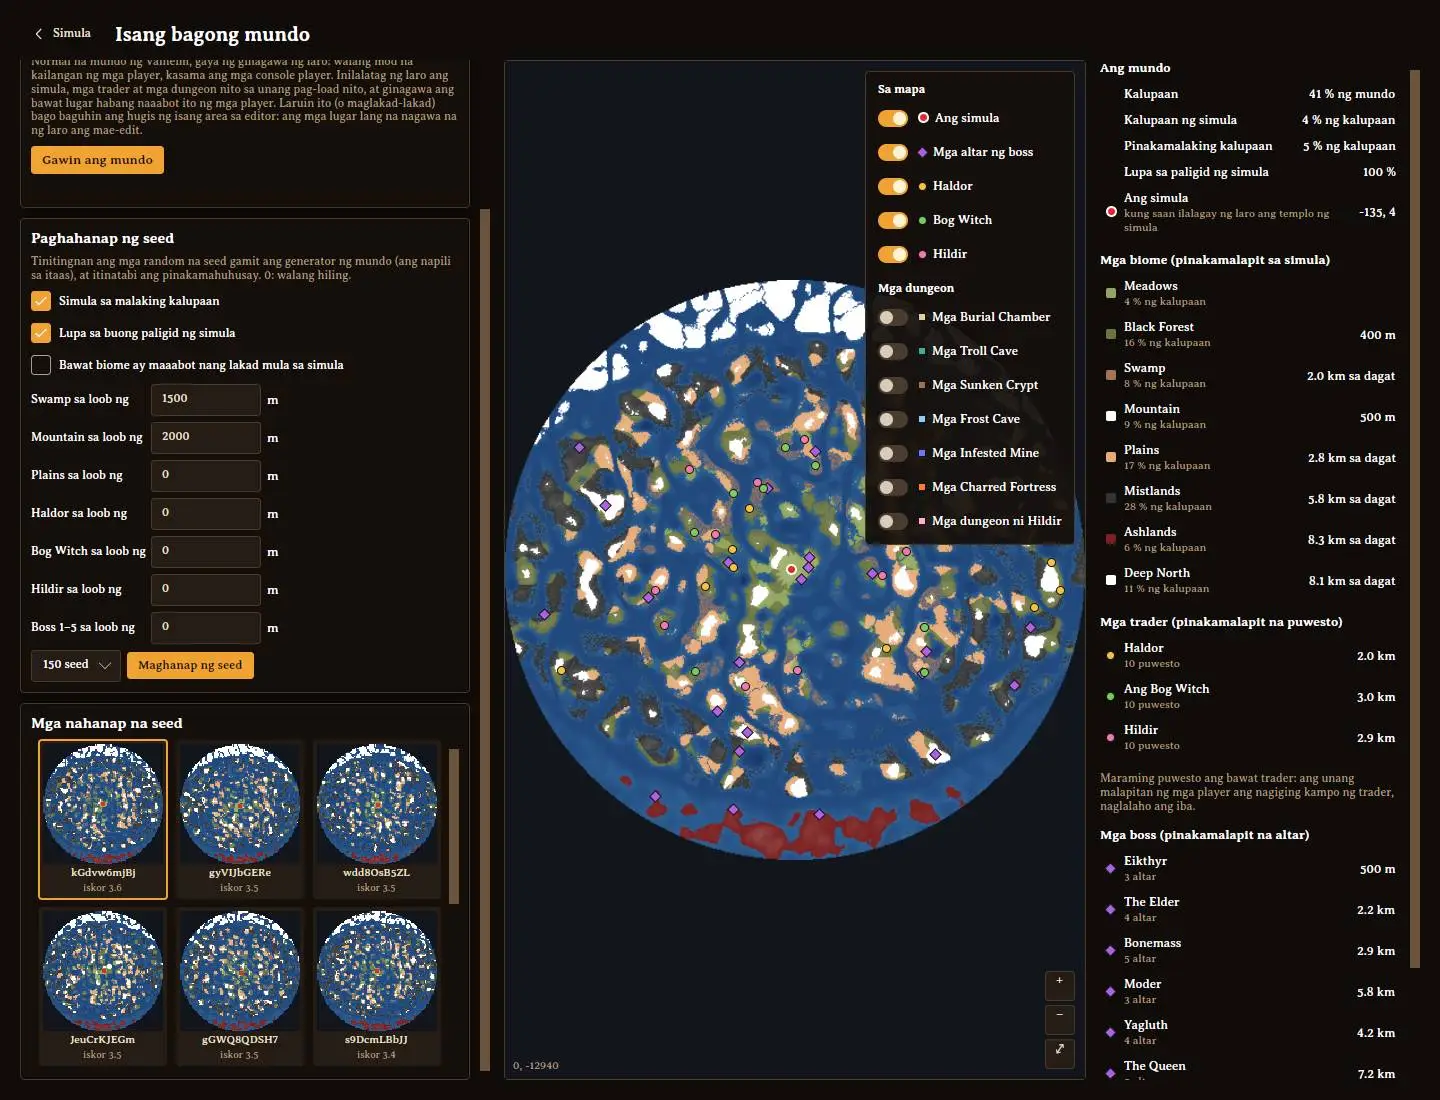 Simula
Isang bagong mundo
Normal na mundo ng Valheim, gaya ng ginagawa ng laro: walang mod na
kailangan ng mga player, kasama ang mga console player. Inilalatag ng laro ang
simula, mga trader at mga dungeon nito sa unang pag-load nito, at ginagawa ang
bawat lugar habang naaabot ito ng mga player. Laruin ito (o maglakad-lakad)
bago baguhin ang hugis ng isang area sa editor: ang mga lugar lang na nagawa na
ng laro ang mae-edit.
Gawin ang mundo
Paghahanap ng seed
Tinitingnan ang mga random na seed gamit ang generator ng mundo (ang napili
sa itaas), at itinatabi ang pinakamahuhusay. 0: walang hiling.
Simula sa malaking kalupaan
Lupa sa buong paligid ng simula
Bawat biome ay maaabot nang lakad mula sa simula
Swamp sa loob ng 1500 m
Mountain sa loob ng 2000 m
Plains sa loob ng 0 m
Haldor sa loob ng 0 m
Bog Witch sa loob ng 0 m
Hildir sa loob ng 0 m
Boss 1–5 sa loob ng 0 m
150 seed
Maghanap ng seed
Mga nahanap na seed
kGdvw6mjBj
iskor 3.6
gyVIJbGERe
iskor 3.5
wdd8OsB5ZL
iskor 3.5
JeuCrKJEGm
iskor 3.5
gGWQ8QDSH7
iskor 3.5
s9DcmLBbJJ
iskor 3.4
Sa mapa
Ang simula
Mga altar ng boss
Haldor
Bog Witch
Hildir
Mga dungeon
Mga Burial Chamber
Mga Troll Cave
Mga Sunken Crypt
Mga Frost Cave
Mga Infested Mine
Mga Charred Fortress
Mga dungeon ni Hildir
+
−
0, -12940
Ang mundo
Kalupaan 41 % ng mundo
Kalupaan ng simula 4 % ng kalupaan
Pinakamalaking kalupaan 5 % ng kalupaan
Lupa sa paligid ng simula 100 %
Ang simula
kung saan ilalagay ng laro ang templo ng
simula
-135, 4
Mga biome (pinakamalapit sa simula)
Meadows
4 % ng kalupaan
Black Forest
16 % ng kalupaan
400 m
Swamp
8 % ng kalupaan
2.0 km sa dagat
Mountain
9 % ng kalupaan
500 m
Plains
17 % ng kalupaan
2.8 km sa dagat
Mistlands
28 % ng kalupaan
5.8 km sa dagat
Ashlands
6 % ng kalupaan
8.3 km sa dagat
Deep North
11 % ng kalupaan
8.1 km sa dagat
Mga trader (pinakamalapit na puwesto)
Haldor
10 puwesto
2.0 km
Ang Bog Witch
10 puwesto
3.0 km
Hildir
10 puwesto
2.9 km
Maraming puwesto ang bawat trader: ang unang
malapitan ng mga player ang nagiging kampo ng trader,
naglalaho ang iba.
Mga boss (pinakamalapit na altar)
Eikthyr
3 altar
500 m
The Elder
4 altar
2.2 km
Bonemass
5 altar
2.9 km
Moder
3 altar
5.8 km
Yagluth
4 altar
4.2 km
The Queen
7.2 km